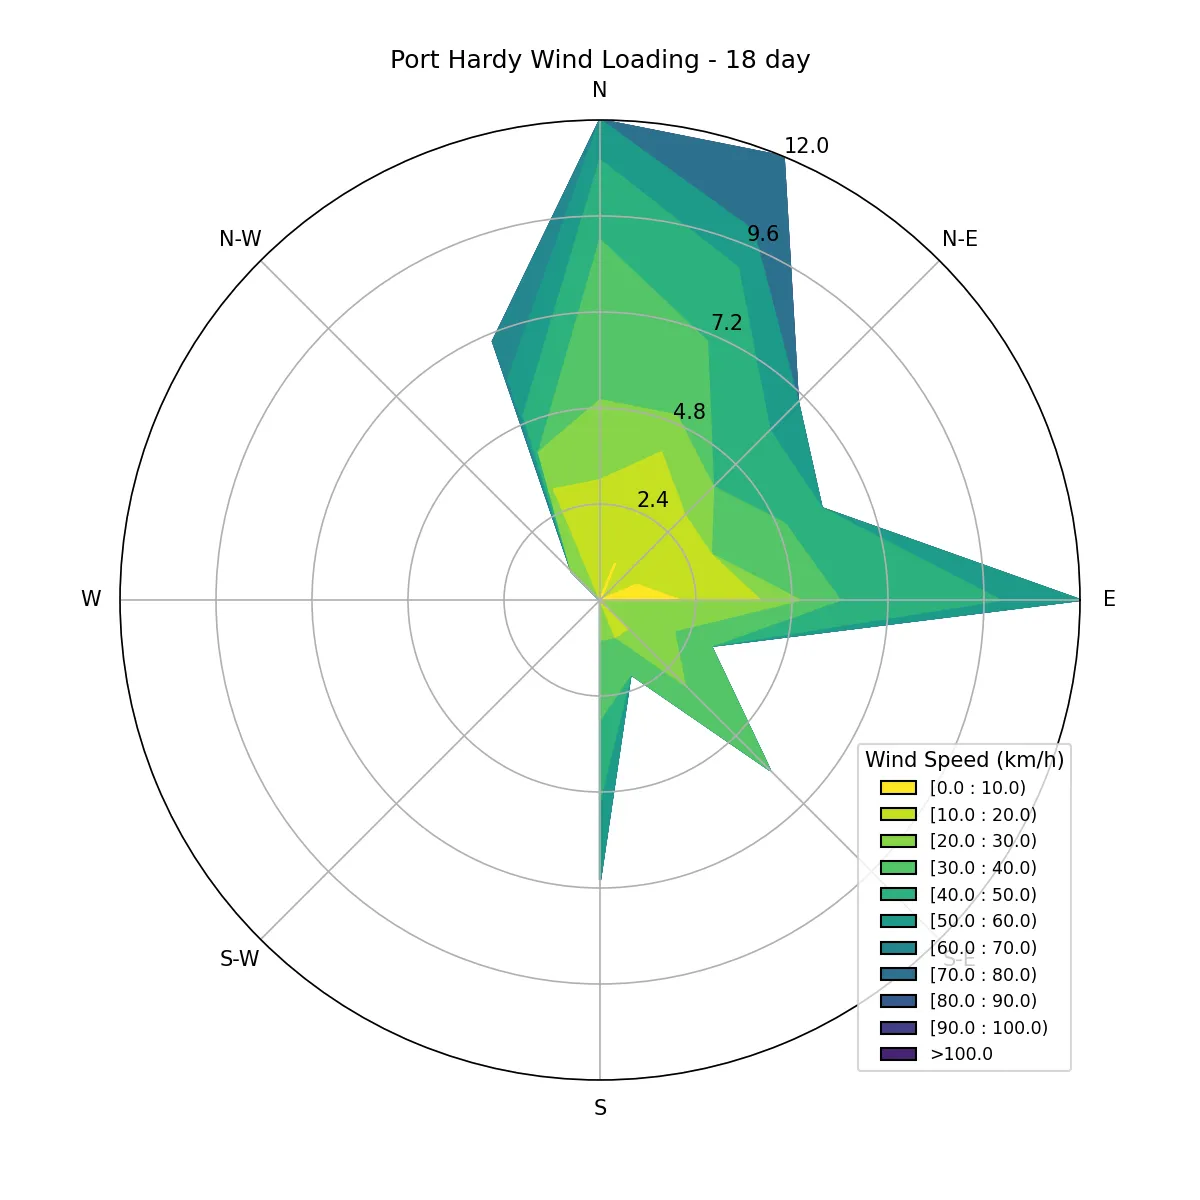 Port Hardy Wind Loading - 18 day
N
12.0
9.6
N-W
N-E
7.2
4.8
2.4
W
E
Wind Speed (km/h)
[0.0 : 10.0)
[10.0 : 20.0)
[20.0 : 30.0)
[30.0 : 40.0)
[40.0 : 50.0)
[50.0 : 60.0)
[60.0 : 70.0)
[70.0 : 80.0)
[80.0 : 90.0)
[90.0 : 100.0)
>100.0
S-W
S-E
S